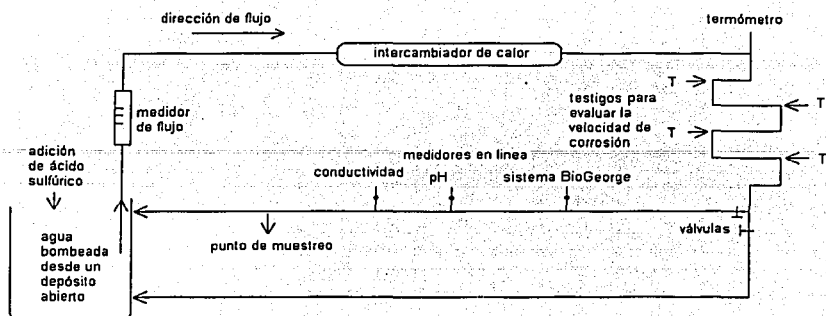 dirección de flujo
termómetro
intercambiador de calor
T
T
testigos para
evaluar la
velocidad de
corrosión
T
T
medidor
de flujo
adición
de ácido
sulfúrico
medidores en linea
conductividad
pH
sistema BioGeorge
punto de muestreo
válvulas
agua
bombeada
desde un
depósito
abierto